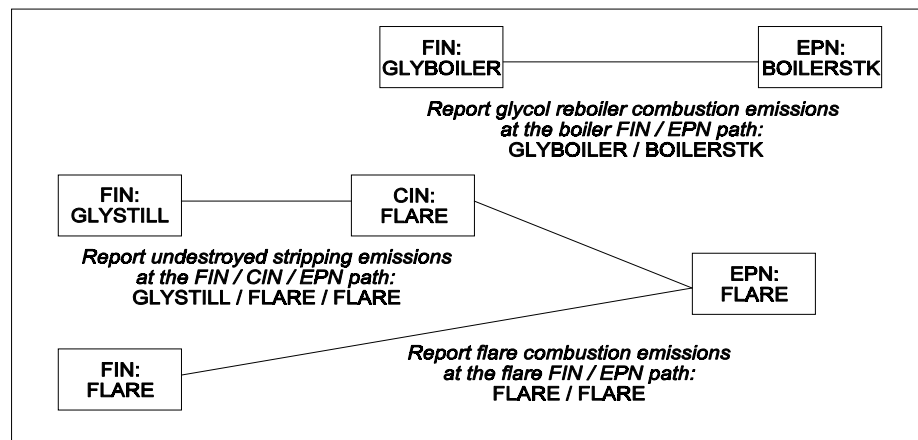 FIN:
GLYBOILER
EPN:
BOILERSTK
Report glycol reboiler combustion emissions
at the boiler FIN / EPN path:
GLYBOILER / BOILERSTK
FIN:
GLYSTILL
CIN:
FLARE
Report undestroyed stripping emissions
at the FIN / CIN / EPN path:
GLYSTILL / FLARE / FLARE
EPN:
FLARE
FIN:
FLARE
Report flare combustion emissions
at the flare FIN / EPN path:
FLARE / FLARE